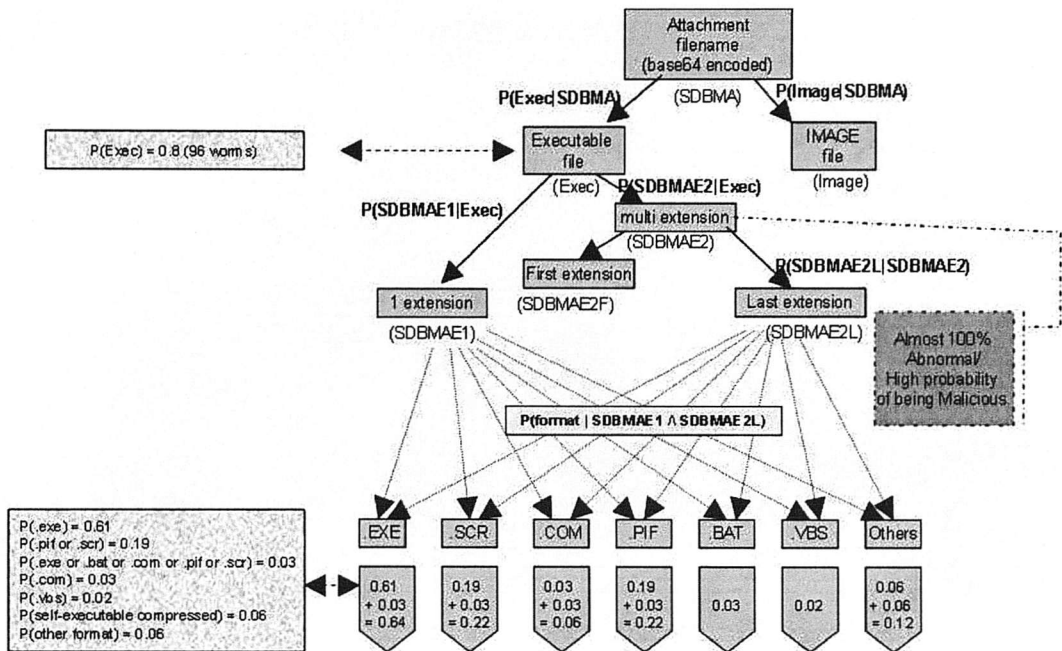 Attachment
filename
(base64 encoded)
(SDBMA)
P(Exec|SDBMA)
P(Image|SDBMA)
P(Exec) = 0.8 (96 worms)
Executable
file
(Exec)
IMAGE
file
(Image)
P(SDBMAE1|Exec)
P(SDBMAE2|Exec)
multi extension
(SDBMAE2)
First extension
(SDBMAE2F)
P(SDBMAE2L|SDBMAE2)
1 extension
(SDBMAE1)
Last extension
(SDBMAE2L)
Almost 100%
Abnormal/
High probability
of being Malicious.
P(format | SDBMAE1 Λ SDBMAE2L)
.EXE
.SCR
.COM
.PIF
.BAT
.VBS
Others
P(.exe) = 0.61
P(.pif or .scr) = 0.19
P(.exe or .bat or .com or .pif or .scr) = 0.03
P(.com) = 0.03
P(.vbs) = 0.02
P(self-executable compressed) = 0.06
P(other format) = 0.06
0.61
+ 0.03
= 0.64
0.19
+ 0.03
= 0.22
0.03
+ 0.03
= 0.06
0.19
+ 0.03
= 0.22
0.03
0.02
0.06
+ 0.06
= 0.12